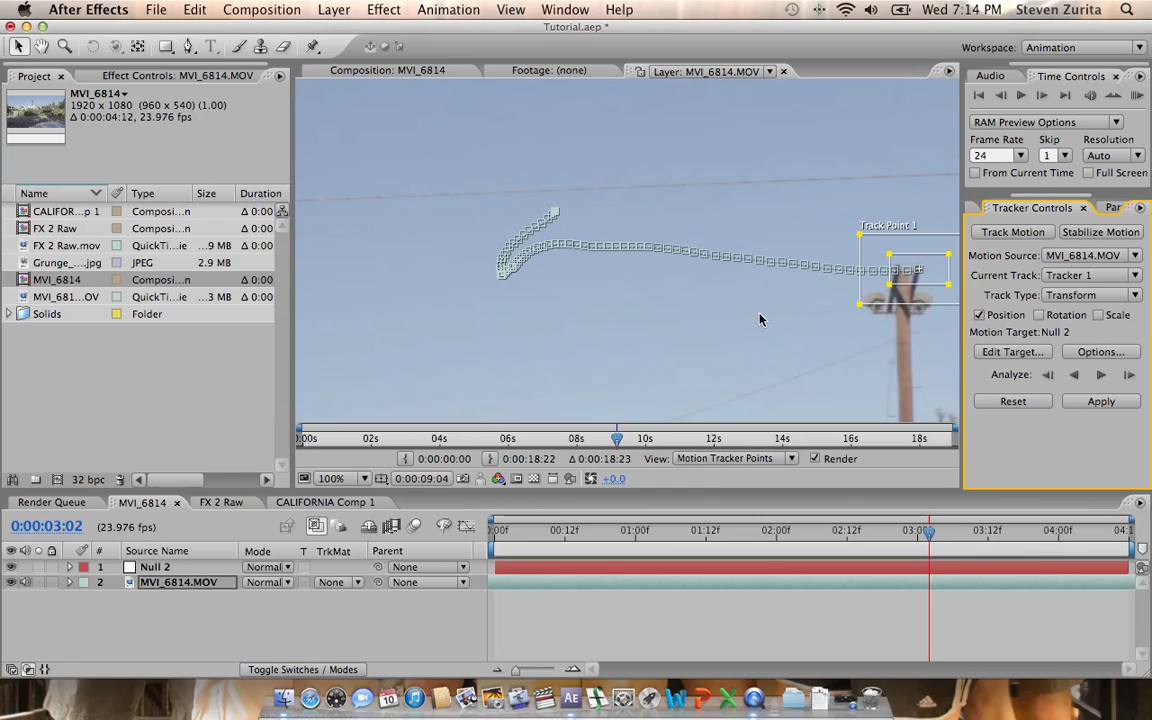 After Effects File Edit Composition Layer Effect Animation View Window Help Wed 7:14 PM Steven Zurita
Tutorial.aep *
Workspace: Animation
Project Effect Controls: MVI_6814.MOV
Composition: MVI_6814 Footage: (none) Layer: MVI_6814.MOV
Audio Time Controls
MVI_6814
1920 x 1080 (960 x 540) (1.00)
Δ 0:00:04:12, 23.976 fps
RAM Preview Options
Frame Rate Skip Resolution
24 1 Auto
From Current Time Full Screen
Name Type Size Duration
CALIFOR...p 1 Composi...n Δ 0:00
FX 2 Raw Composi...n Δ 0:00
FX 2 Raw.mov QuickTi...ie ...9 MB Δ 0:00
Grunge_....jpg JPEG 2.9 MB
MVI_6814 Composi...n Δ 0:00
MVI_681...OV QuickTi...ie ...3 MB Δ 0:00
Solids Folder
Track Point 1
Tracker Controls Par
Track Motion Stabilize Motion
Motion Source: MVI_6814.MOV
Current Track: Tracker 1
Track Type: Transform
Position Rotation Scale
Motion Target: Null 2
Edit Target... Options...
Analyze:
Reset Apply
:00s 02s 04s 06s 08s 10s 12s 14s 16s 18s
0:00:00:00 0:00:18:22 Δ 0:00:18:23 View: Motion Tracker Points Render
32 bpc
100% 0:00:09:04 +0.0
Render Queue MVI_6814 FX 2 Raw CALIFORNIA Comp 1
0:00:03:02 (23.976 fps)
:00f 00:12f 01:00f 01:12f 02:00f 02:12f 03:00f 03:12f 04:00f 04:1
# Source Name Mode T TrkMat Parent
1 Null 2 Normal None
2 MVI_6814.MOV Normal None None
Toggle Switches / Modes